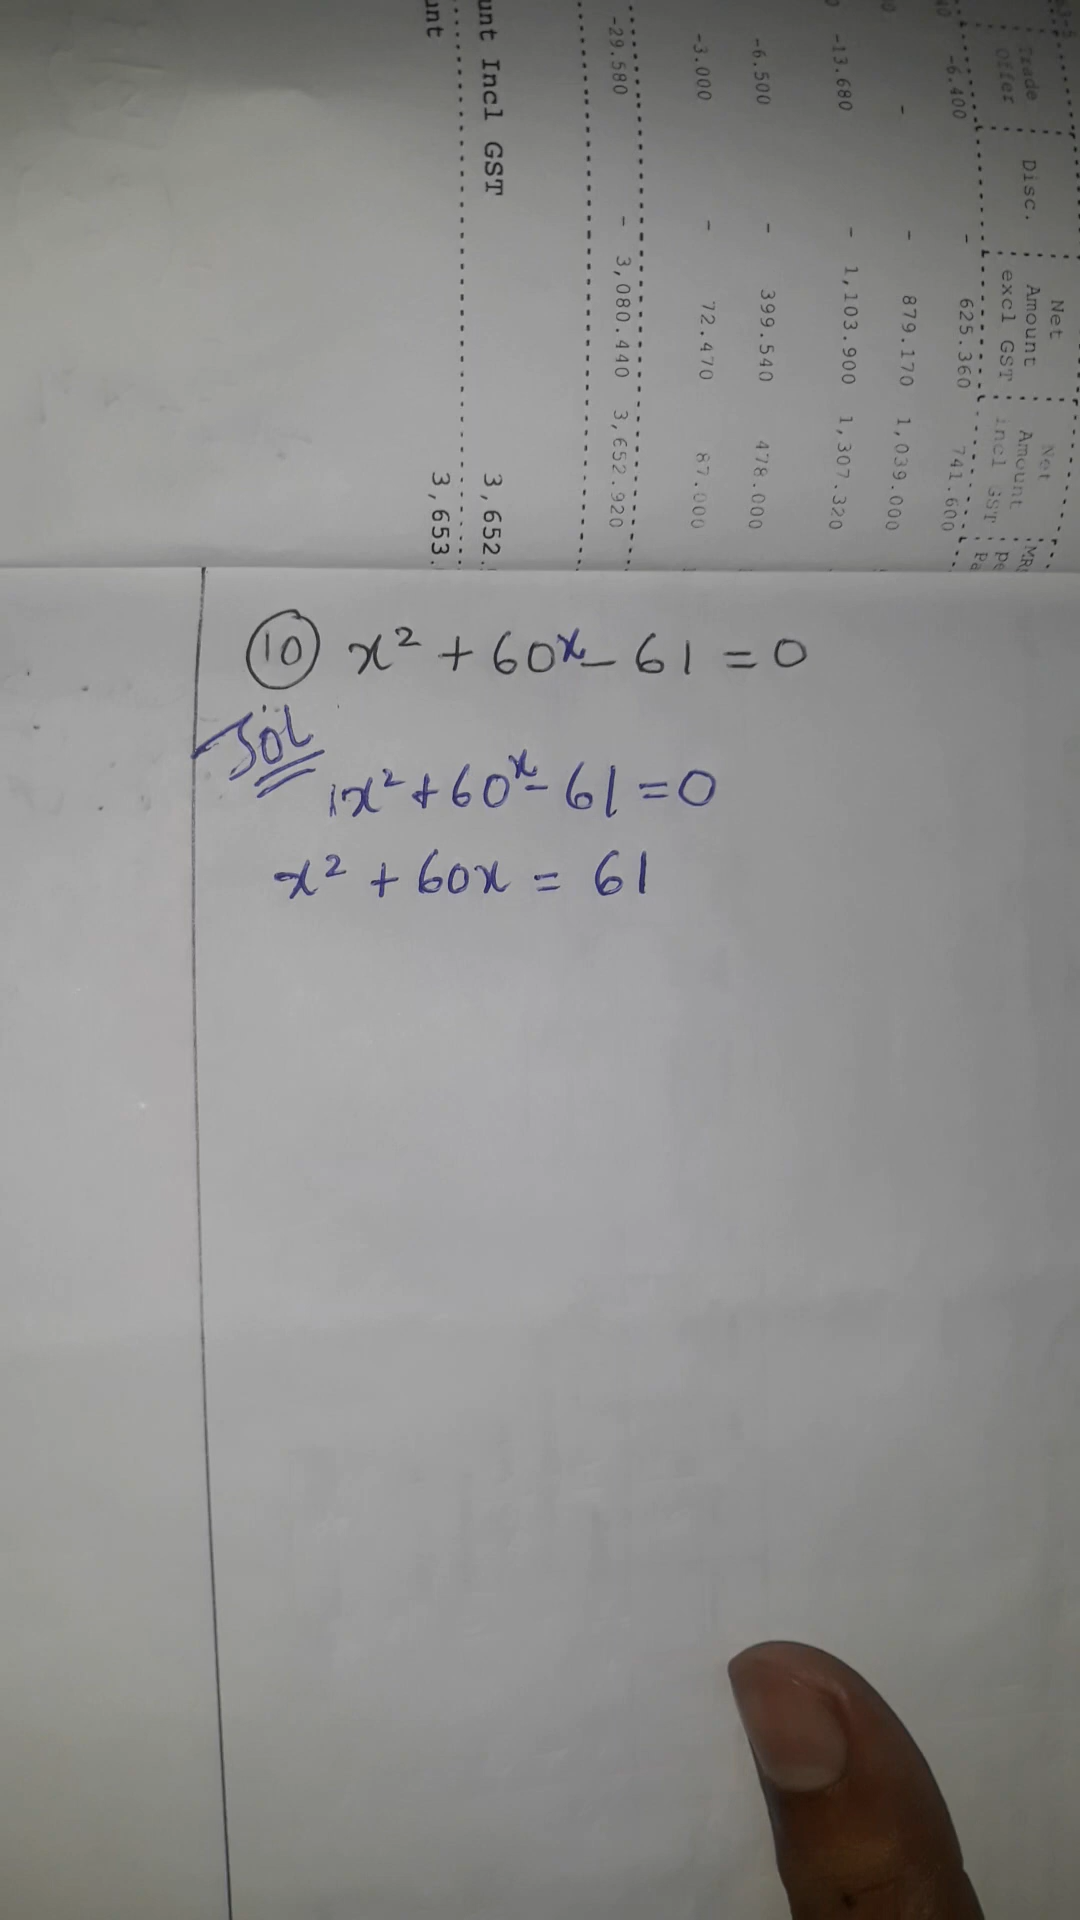 Trade : Disc. : Amount : Amount : MR
Offer : : excl GST : incl GST : pe
Net Net
-6.400 - 625.360 741.600
- - 879.170 1,039.000
-13.680 - 1,103.900 1,307.320
-6.500 - 399.540 478.000
-3.000 - 72.470 87.000
-29.580 - 3,080.440 3,652.920
unt Incl GST 3,652.
unt 3,653.
10 x² + 60x - 61 = 0
Sol
1x² + 60x - 61 = 0
x² + 60x = 61